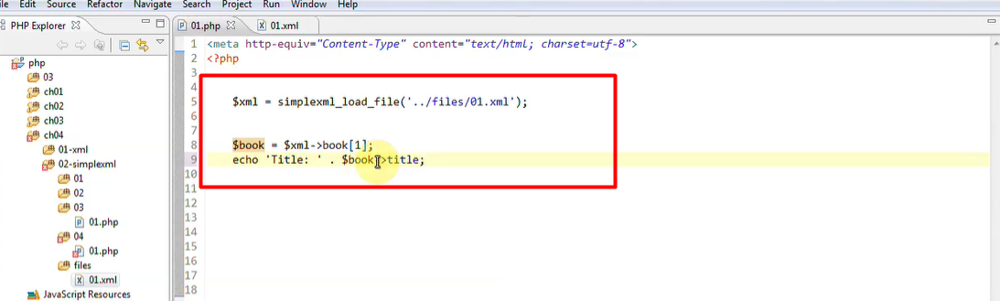 ile Edit Source Refactor Navigate Search Project Run Window Help
PHP Explorer
01.php 01.xml
php
03
ch01
ch02
ch03
ch04
01-xml
02-simplexml
01
02
03
01.php
04
01.php
files
01.xml
JavaScript Resources
1 <meta http-equiv="Content-Type" content="text/html; charset=utf-8">
2 <?php
3
4
5 $xml = simplexml_load_file('../files/01.xml');
6
7
8 $book = $xml->book[1];
9 echo 'Title: ' . $book->title;
10
11
12
13
14
15
16
17
18